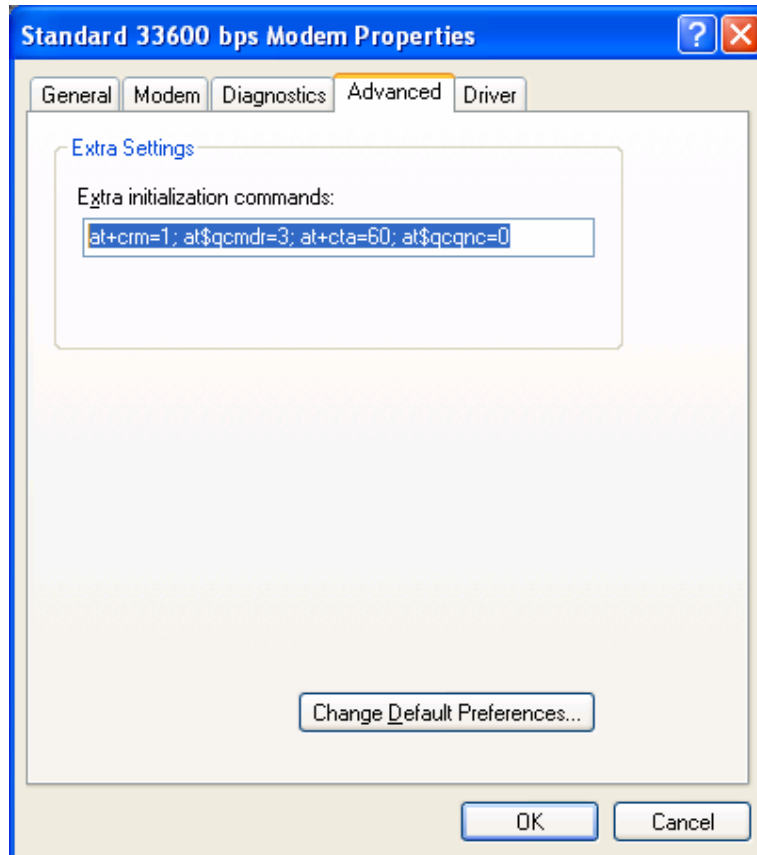 Standard 33600 bps Modem Properties
General Modem Diagnostics Advanced Driver
Extra Settings
Extra initialization commands:
at+crm=1; at$qcmdr=3; at+cta=60; at$qcqnc=0
Change Default Preferences...
OK Cancel